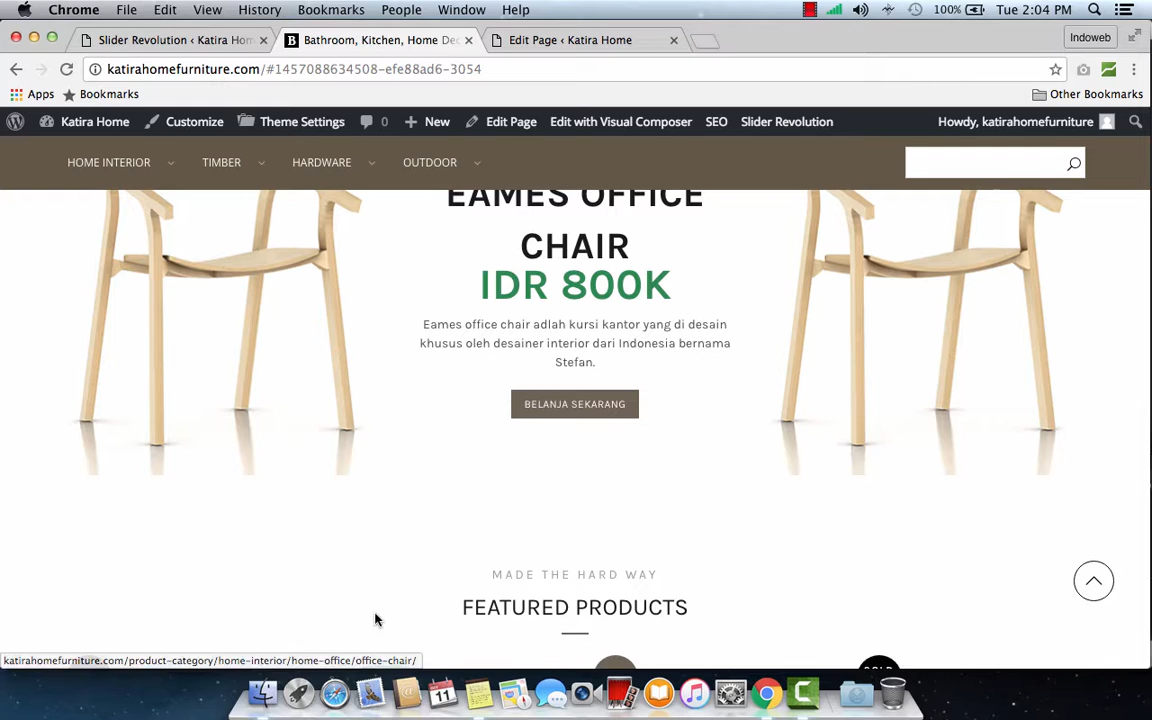 Chrome File Edit View History Bookmarks People Window Help 100% Tue 2:04 PM
Slider Revolution ‹ Katira Hom Bathroom, Kitchen, Home Dec Edit Page ‹ Katira Home Indoweb
katirahomefurniture.com/#1457088634508-efe88ad6-3054
Apps Bookmarks Other Bookmarks
Katira Home Customize Theme Settings 0 New Edit Page Edit with Visual Composer SEO Slider Revolution Howdy, katirahomefurniture
HOME INTERIOR TIMBER HARDWARE OUTDOOR
EAMES OFFICE
CHAIR
IDR 800K
Eames office chair adlah kursi kantor yang di desain
khusus oleh desainer interior dari Indonesia bernama
Stefan.
BELANJA SEKARANG
MADE THE HARD WAY
FEATURED PRODUCTS
katirahomefurniture.com/product-category/home-interior/home-office/office-chair/
SOLD
11